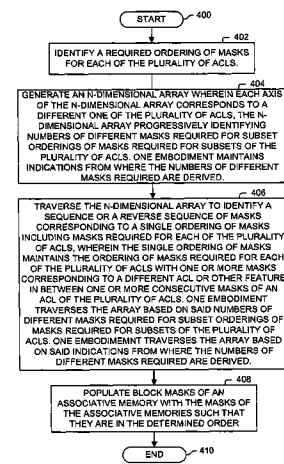 START
400
402
IDENTIFY A REQUIRED ORDERING OF MASKS
FOR EACH OF THE PLURALITY OF ACLS.
404
GENERATE AN N-DIMENSIONAL ARRAY WHEREIN EACH AXIS
OF THE N-DIMENSIONAL ARRAY CORRESPONDS TO A
DIFFERENT ONE OF THE PLURALITY OF ACLS, THE N-
DIMENSIONAL ARRAY PROGRESSIVELY IDENTIFYING
NUMBERS OF DIFFERENT MASKS REQUIRED FOR SUBSET
ORDERINGS OF MASKS REQUIRED FOR SUBSETS OF THE
PLURALITY OF ACLS. ONE EMBODIMENT MAINTAINS
INDICATIONS FROM WHERE THE NUMBERS OF DIFFERENT
MASKS REQUIRED ARE DERIVED.
406
TRAVERSE THE N-DIMENSIONAL ARRAY TO IDENTIFY A
SEQUENCE OR A REVERSE SEQUENCE OF MASKS
CORRESPONDING TO A SINGLE ORDERING OF MASKS
INCLUDING MASKS REQUIRED FOR EACH OF THE PLURALITY
OF ACLS, WHEREIN THE SINGLE ORDERING OF MASKS
MAINTAINS THE ORDERING OF MASKS REQUIRED FOR EACH
OF THE PLURALITY OF ACLS WITH ONE OR MORE MASKS
CORRESPONDING TO A DIFFERENT ACL OR OTHER FEATURE
IN BETWEEN ONE OR MORE CONSECUTIVE MASKS OF AN
ACL OF THE PLURALITY OF ACLS. ONE EMBODIMENT
TRAVERSES THE ARRAY BASED ON SAID NUMBERS OF
DIFFERENT MASKS REQUIRED FOR SUBSET ORDERINGS OF
MASKS REQUIRED FOR SUBSETS OF THE PLURALITY OF
ACLS. ONE EMBODIMEMNT TRAVERSES THE ARRAY BASED
ON SAID INDICATIONS FROM WHERE THE NUMBERS OF
DIFFERENT MASKS REQUIRED ARE DERIVED.
408
POPULATE BLOCK MASKS OF AN
ASSOCIATIVE MEMORY WITH THE MASKS OF
THE ASSOCIATIVE MEMORIES SUCH THAT
THEY ARE IN THE DETERMINED ORDER
END
410